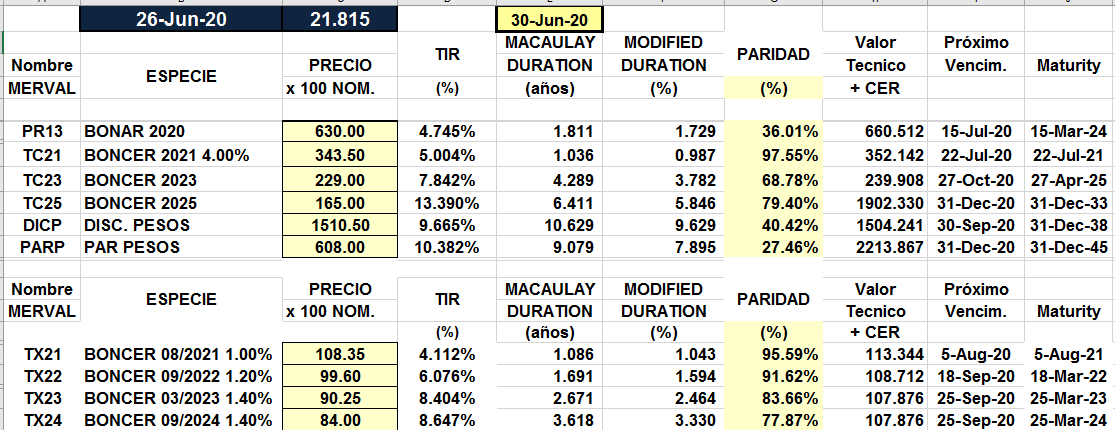 26-Jun-20 21.815 30-Jun-20
MACAULAY MODIFIED Valor Próximo
TIR PARIDAD
Nombre ESPECIE PRECIO DURATION DURATION Tecnico Vencim. Maturity
MERVAL x 100 NOM. (%) (años) (%) (%) + CER
PR13 BONAR 2020 630.00 4.745% 1.811 1.729 36.01% 660.512 15-Jul-20 15-Mar-24
TC21 BONCER 2021 4.00% 343.50 5.004% 1.036 0.987 97.55% 352.142 22-Jul-20 22-Jul-21
TC23 BONCER 2023 229.00 7.842% 4.289 3.782 68.78% 239.908 27-Oct-20 27-Apr-25
TC25 BONCER 2025 165.00 13.390% 6.411 5.846 79.40% 1902.330 31-Dec-20 31-Dec-33
DICP DISC. PESOS 1510.50 9.665% 10.629 9.629 40.42% 1504.241 30-Sep-20 31-Dec-38
PARP PAR PESOS 608.00 10.382% 9.079 7.895 27.46% 2213.867 31-Dec-20 31-Dec-45
Nombre ESPECIE PRECIO TIR MACAULAY MODIFIED PARIDAD Valor Próximo
MERVAL x 100 NOM. DURATION DURATION Tecnico Vencim. Maturity
(%) (años) (%) (%) + CER
TX21 BONCER 08/2021 1.00% 108.35 4.112% 1.086 1.043 95.59% 113.344 5-Aug-20 5-Aug-21
TX22 BONCER 09/2022 1.20% 99.60 6.076% 1.691 1.594 91.62% 108.712 18-Sep-20 18-Mar-22
TX23 BONCER 03/2023 1.40% 90.25 8.404% 2.671 2.464 83.66% 107.876 25-Sep-20 25-Mar-23
TX24 BONCER 09/2024 1.40% 84.00 8.647% 3.618 3.330 77.87% 107.876 25-Sep-20 25-Mar-24